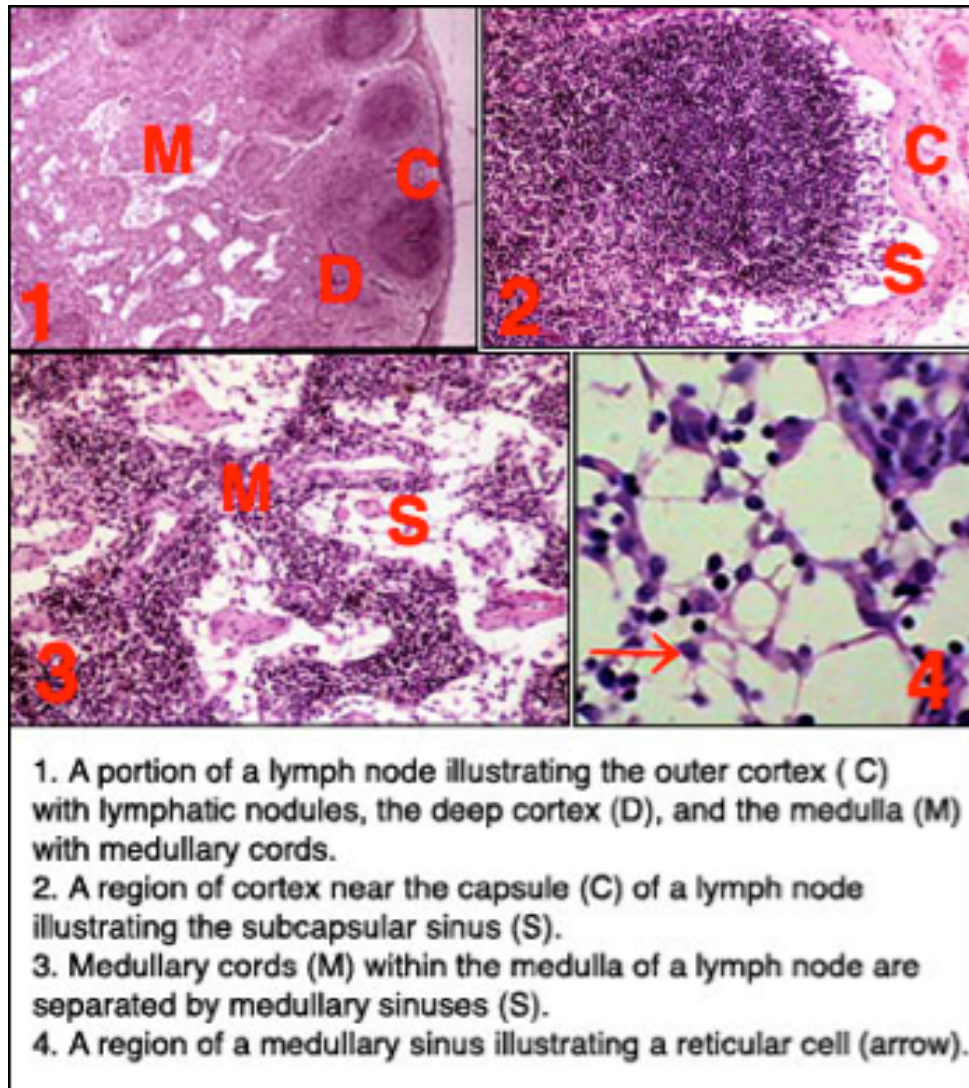 M
C
D
1
C
S
2
M
S
3
4
1. A portion of a lymph node illustrating the outer cortex ( C)
with lymphatic nodules, the deep cortex (D), and the medulla (M)
with medullary cords.
2. A region of cortex near the capsule (C) of a lymph node
illustrating the subcapsular sinus (S).
3. Medullary cords (M) within the medulla of a lymph node are
separated by medullary sinuses (S).
4. A region of a medullary sinus illustrating a reticular cell (arrow).